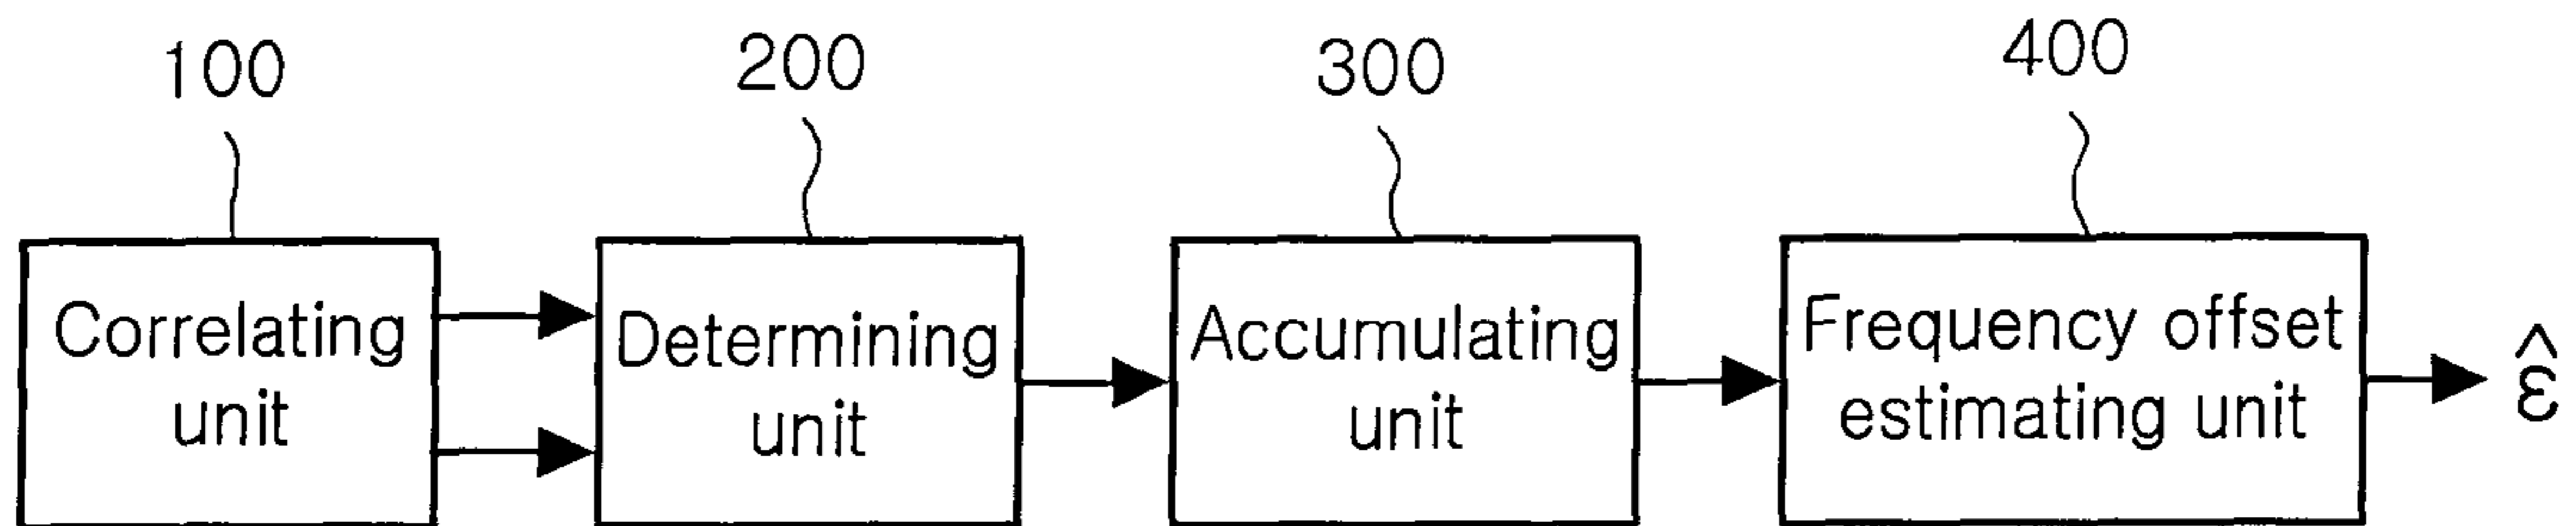 100
200
300
400
Correlating
unit
Determining
unit
Accumulating
unit
Frequency offset
estimating unit
ε̂